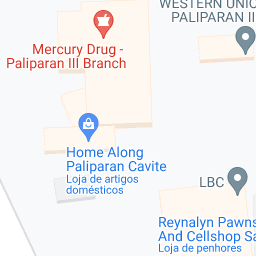 WESTERN UNIO
PALIPARAN II
Mercury Drug -
Paliparan III Branch
Home Along
Paliparan Cavite
Loja de artigos
domésticos
LBC
Reynalyn Pawns
And Cellshop Sa
Loja de penhores